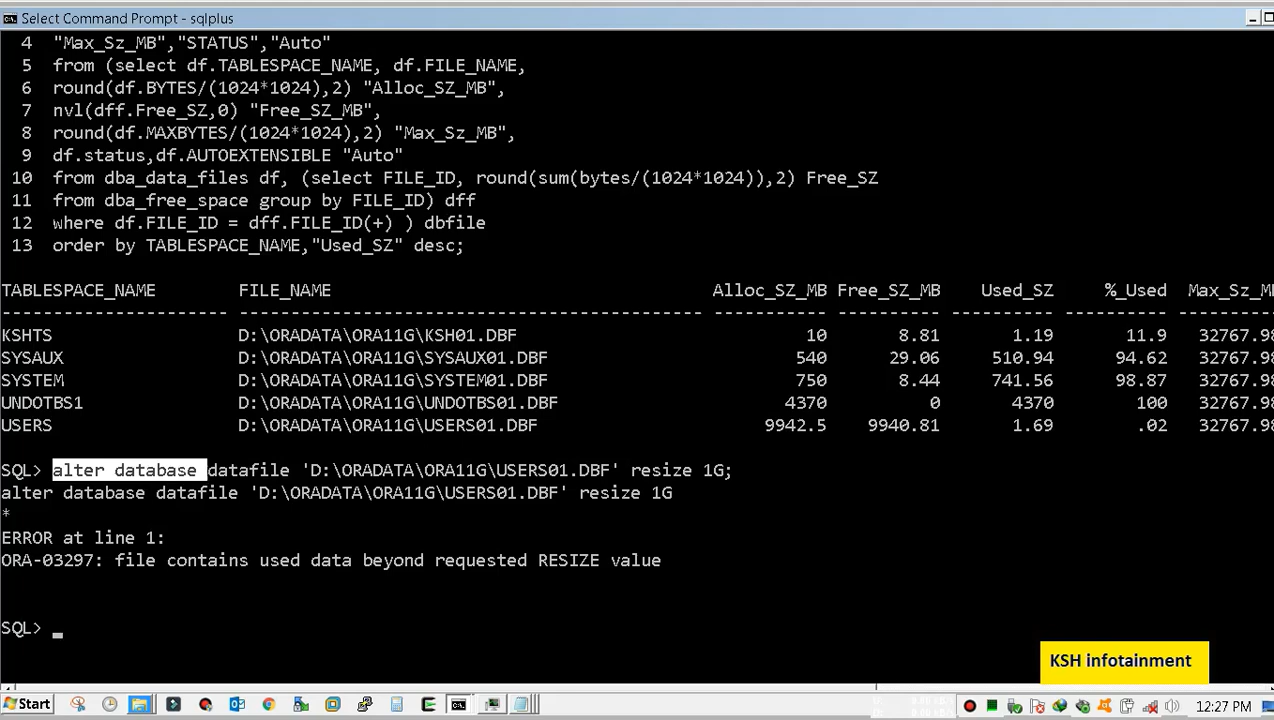 Select Command Prompt - sqlplus
4 "Max_Sz_MB","STATUS","Auto"
5 from (select df.TABLESPACE_NAME, df.FILE_NAME,
6 round(df.BYTES/(1024*1024),2) "Alloc_SZ_MB",
7 nvl(dff.Free_SZ,0) "Free_SZ_MB",
8 round(df.MAXBYTES/(1024*1024),2) "Max_Sz_MB",
9 df.status,df.AUTOEXTENSIBLE "Auto"
10 from dba_data_files df, (select FILE_ID, round(sum(bytes/(1024*1024)),2) Free_SZ
11 from dba_free_space group by FILE_ID) dff
12 where df.FILE_ID = dff.FILE_ID(+) ) dbfile
13 order by TABLESPACE_NAME,"Used_SZ" desc;
TABLESPACE_NAME FILE_NAME Alloc_SZ_MB Free_SZ_MB Used_SZ %_Used Max_Sz_M
KSHTS D:\ORADATA\ORA11G\KSH01.DBF 10 8.81 1.19 11.9 32767.98
SYSAUX D:\ORADATA\ORA11G\SYSAUX01.DBF 540 29.06 510.94 94.62 32767.98
SYSTEM D:\ORADATA\ORA11G\SYSTEM01.DBF 750 8.44 741.56 98.87 32767.98
UNDOTBS1 D:\ORADATA\ORA11G\UNDOTBS01.DBF 4370 0 4370 100 32767.98
USERS D:\ORADATA\ORA11G\USERS01.DBF 9942.5 9940.81 1.69 .02 32767.98
SQL> alter database datafile 'D:\ORADATA\ORA11G\USERS01.DBF' resize 1G;
alter database datafile 'D:\ORADATA\ORA11G\USERS01.DBF' resize 1G
*
ERROR at line 1:
ORA-03297: file contains used data beyond requested RESIZE value
SQL>
KSH infotainment
Start
12:27 PM